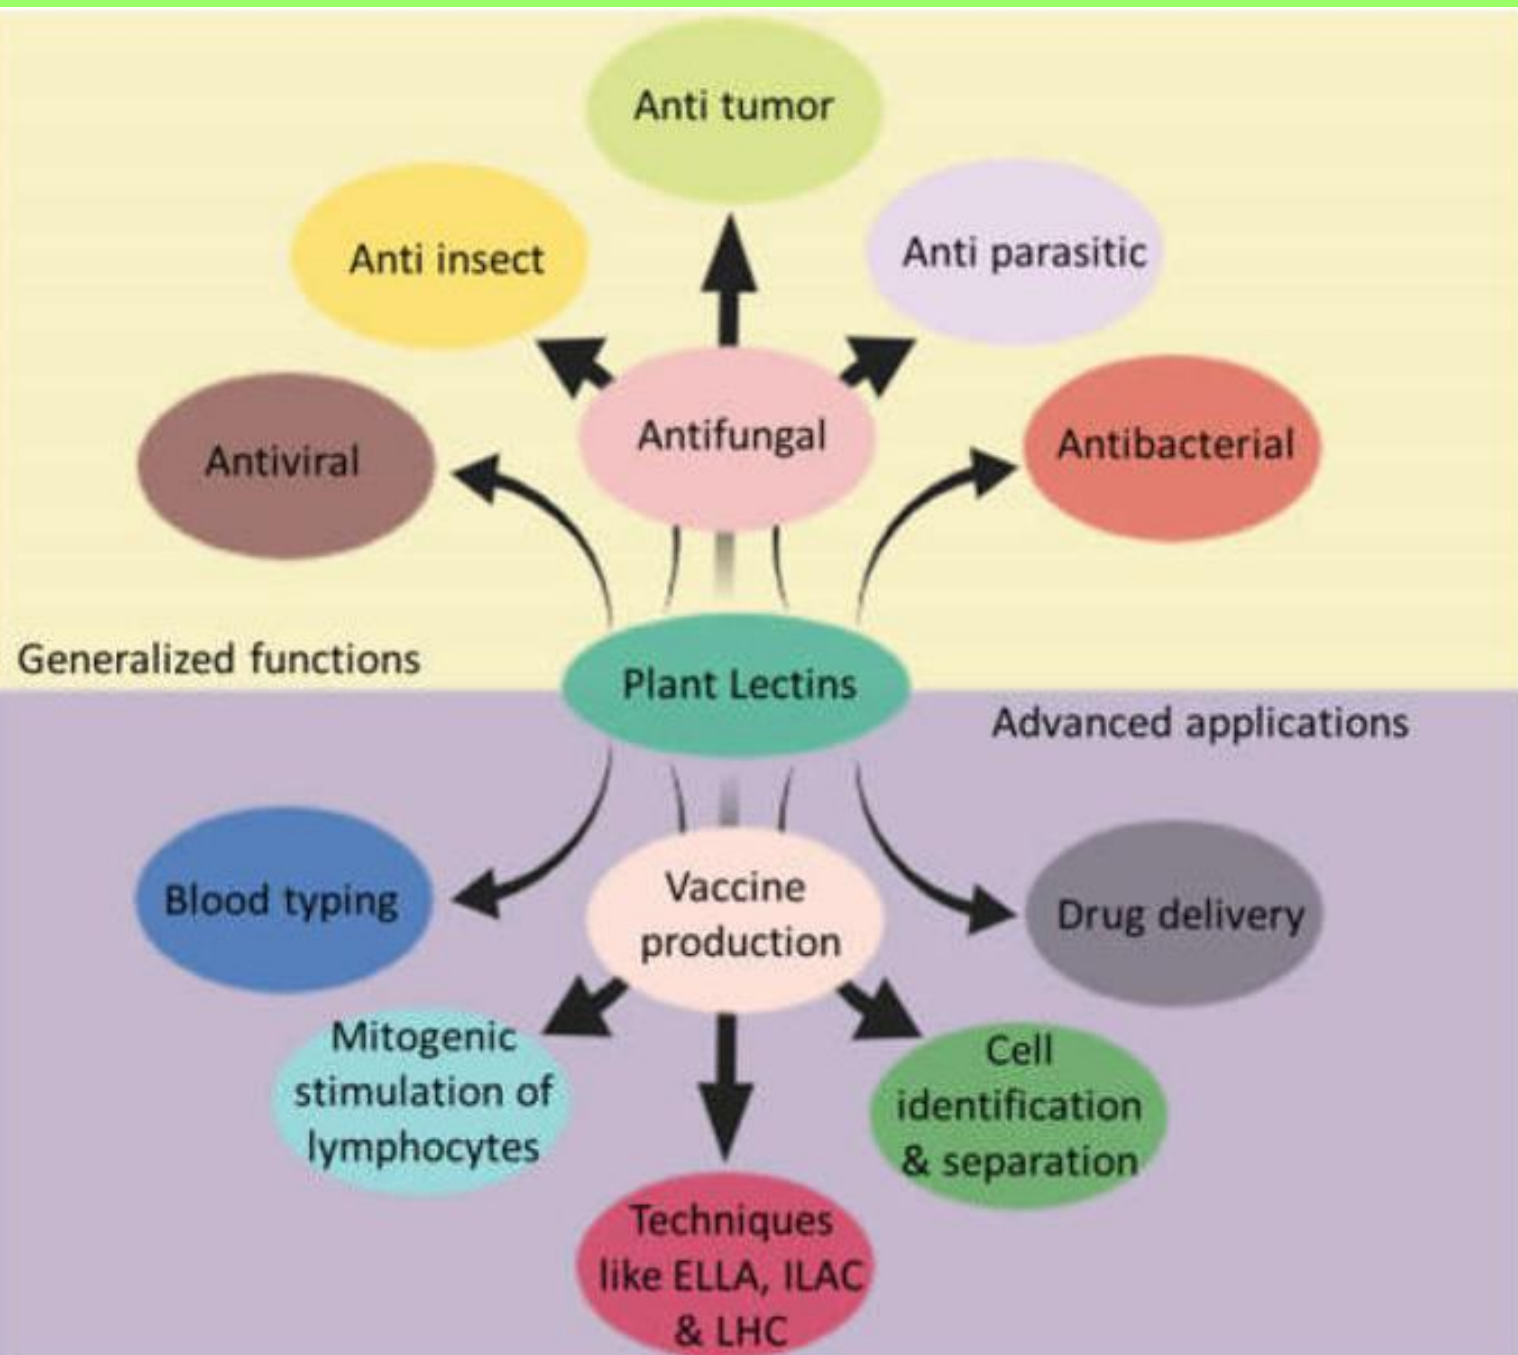 Anti tumor
Anti insect
Anti parasitic
Antifungal
Antiviral
Antibacterial
Generalized functions
Plant Lectins
Advanced applications
Blood typing
Vaccine
production
Drug delivery
Mitogenic
stimulation of
lymphocytes
Cell
identification
& separation
Techniques
like ELLA, ILAC
& LHC